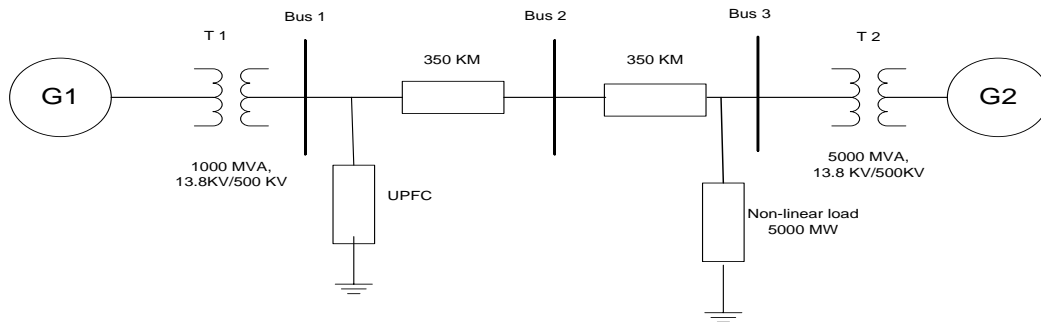 Bus 1
Bus 2
Bus 3
T 1
T 2
350 KM
350 KM
G1
G2
1000 MVA,
13.8KV/500 KV
5000 MVA,
13.8 KV/500KV
UPFC
Non-linear load
5000 MW